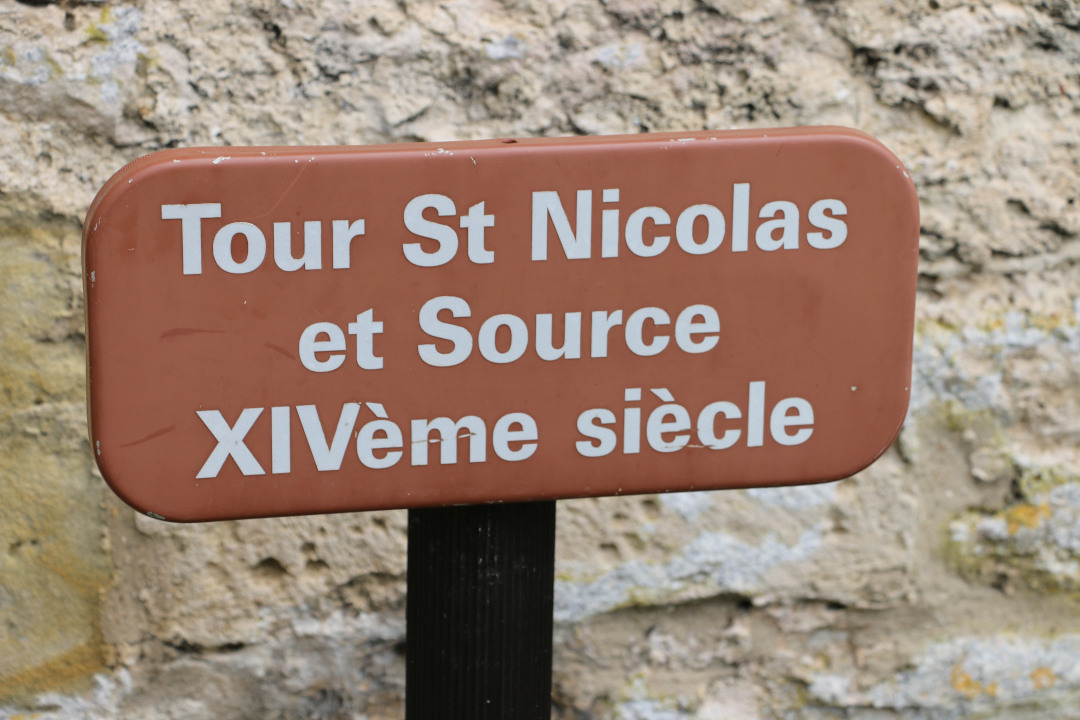 Tour St Nicolas
et Source
XIVème siècle